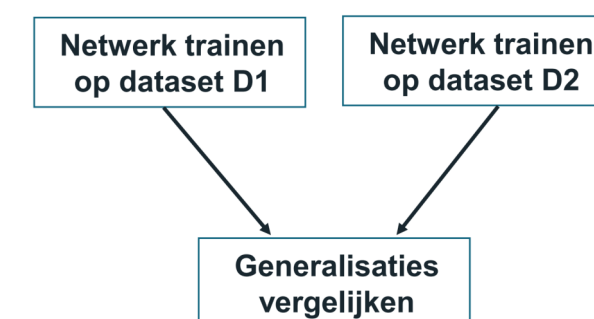 Netwerk trainen
op dataset D1
Netwerk trainen
op dataset D2
Generalisaties
vergelijken